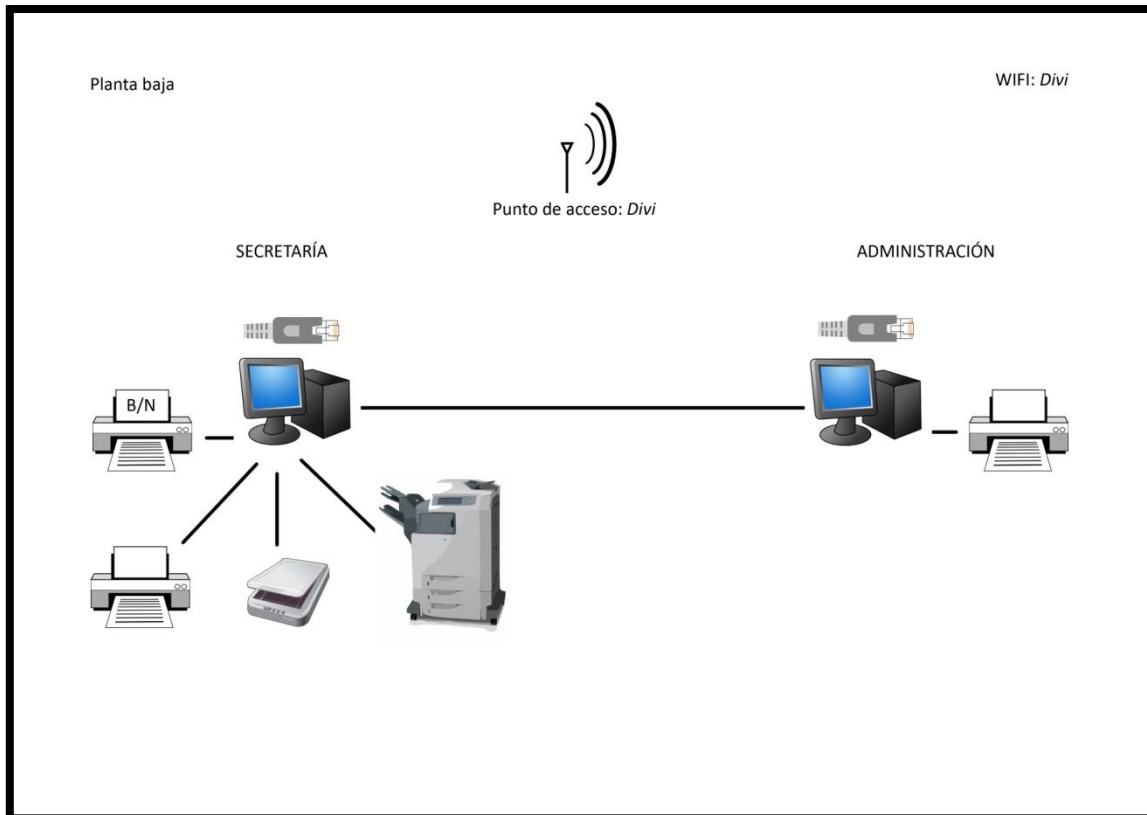 Planta baja
WIFI: Divi
Punto de acceso: Divi
SECRETARÍA
ADMINISTRACIÓN
B/N